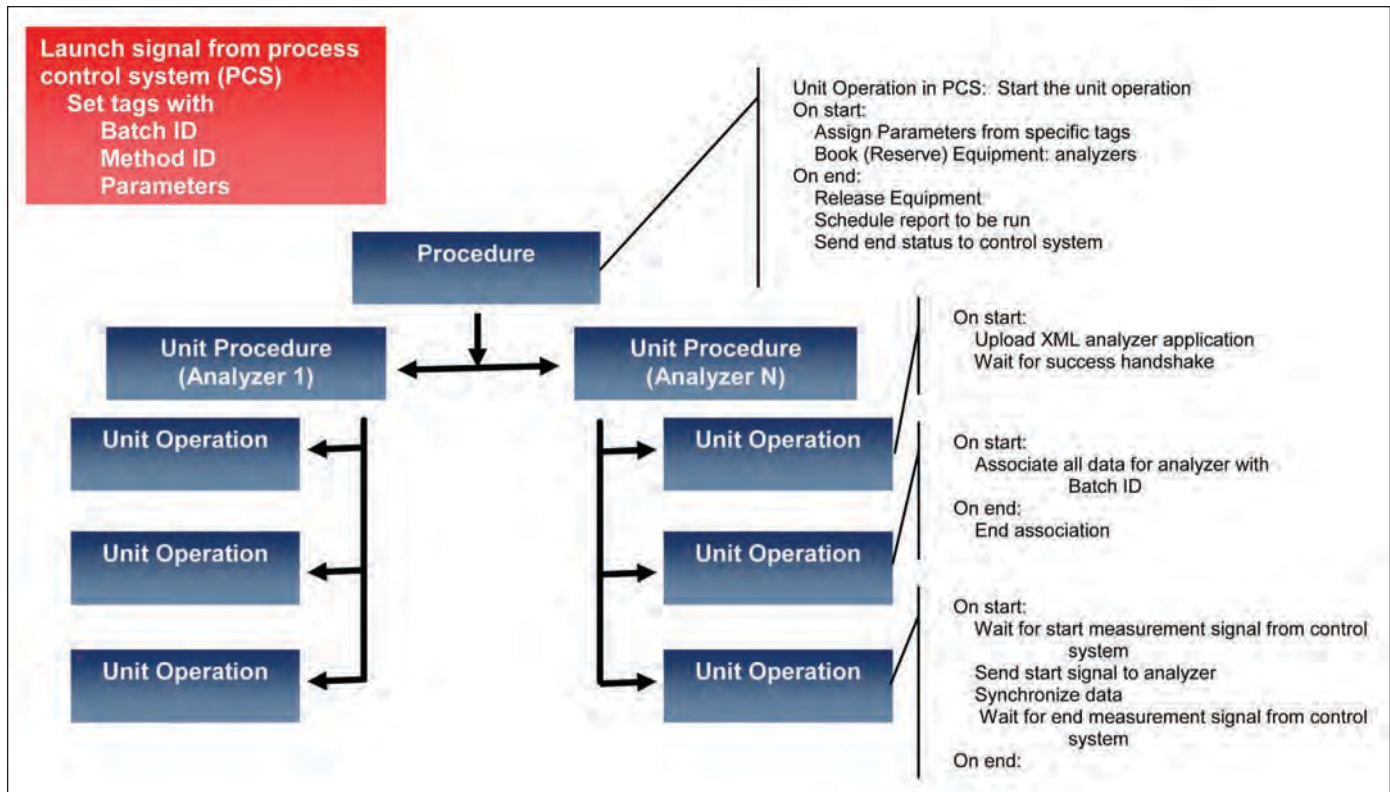 Launch signal from process
control system (PCS)
Set tags with
Batch ID
Method ID
Parameters
Unit Operation in PCS: Start the unit operation
On start:
Assign Parameters from specific tags
Book (Reserve) Equipment: analyzers
On end:
Release Equipment
Schedule report to be run
Send end status to control system
Procedure
Unit Procedure
(Analyzer 1)
Unit Procedure
(Analyzer N)
Unit Operation
Unit Operation
Unit Operation
Unit Operation
Unit Operation
Unit Operation
On start:
Upload XML analyzer application
Wait for success handshake
On start:
Associate all data for analyzer with
Batch ID
On end:
End association
On start:
Wait for start measurement signal from control
system
Send start signal to analyzer
Synchronize data
Wait for end measurement signal from control
system
On end: